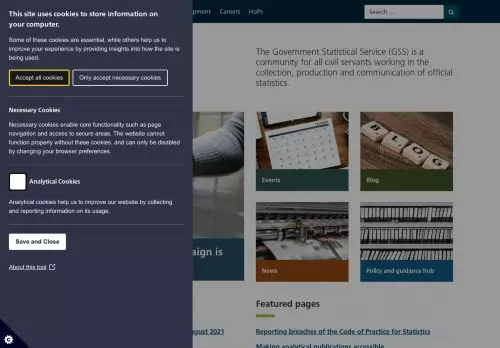 This site uses cookies to store information on
your computer.
Some of these cookies are essential, while others help us to
improve your experience by providing insights into how the site is
being used.
Accept all cookies
Only accept necessary cookies
Necessary Cookies
Necessary cookies enable core functionality such as page
navigation and access to secure areas. The website cannot
function properly without these cookies, and can only be disabled
by changing your browser preferences.
Analytical Cookies
Analytical cookies help us to improve our website by collecting
and reporting information on its usage.
Save and Close
About this tool
Careers HoPs
Search ...
The Government Statistical Service (GSS) is a
community for all civil servants working in the
collection, production and communication of official
statistics.
BLOG
Events
Blog
News
Policy and guidance hub
is
2021
Featured pages
Reporting breaches of the Code of Practice for Statistics
Making analytical publications accessible